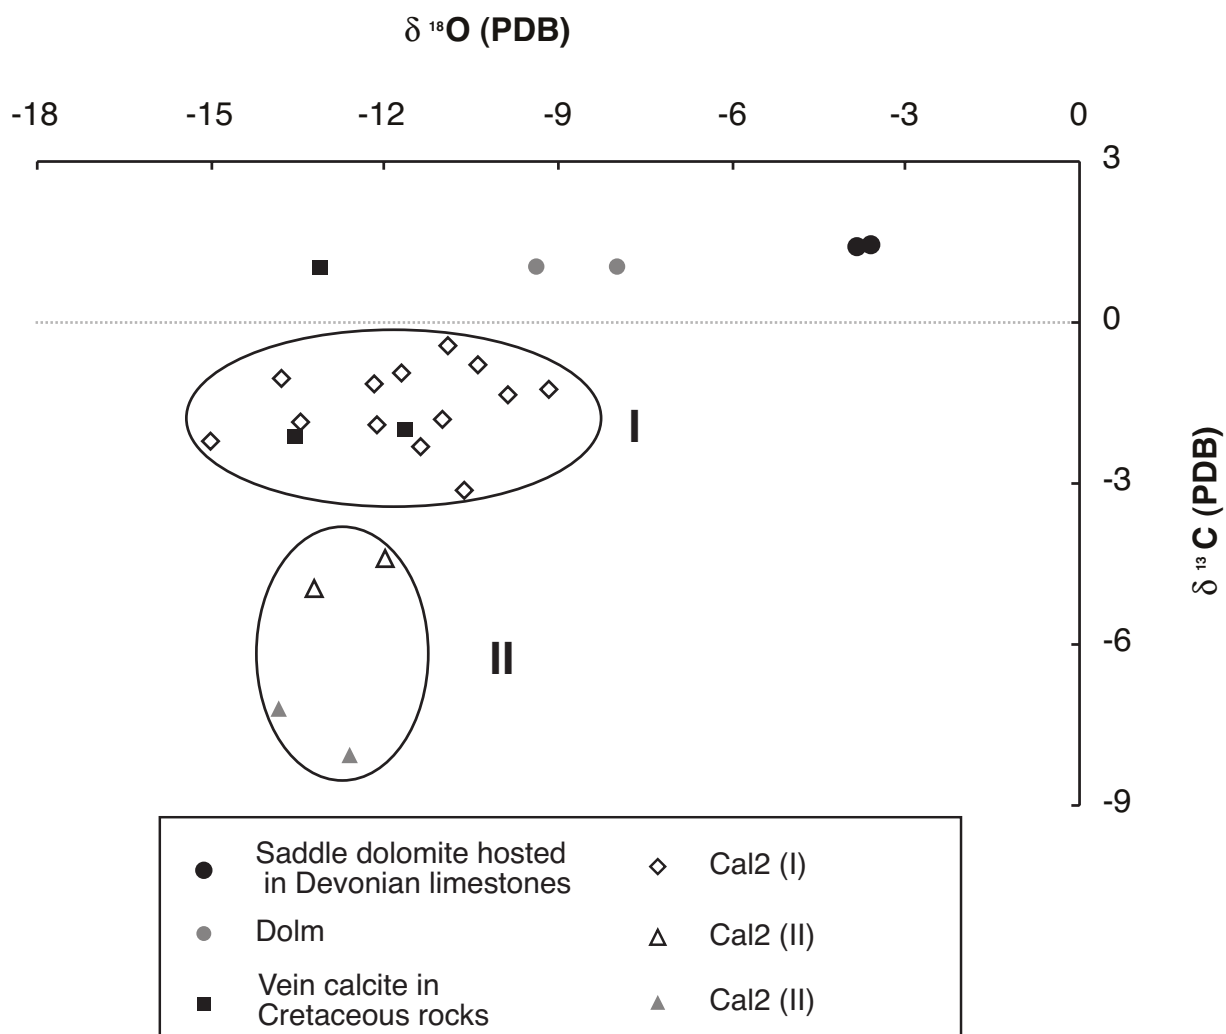 δ ¹⁸O (PDB)
-18 -15 -12 -9 -6 -3 0
3
0
I
-3
δ ¹³ C (PDB)
II
-6
-9
Saddle dolomite hosted
in Devonian limestones
Cal2 (I)
Dolm
Cal2 (II)
Vein calcite in
Cretaceous rocks
Cal2 (II)